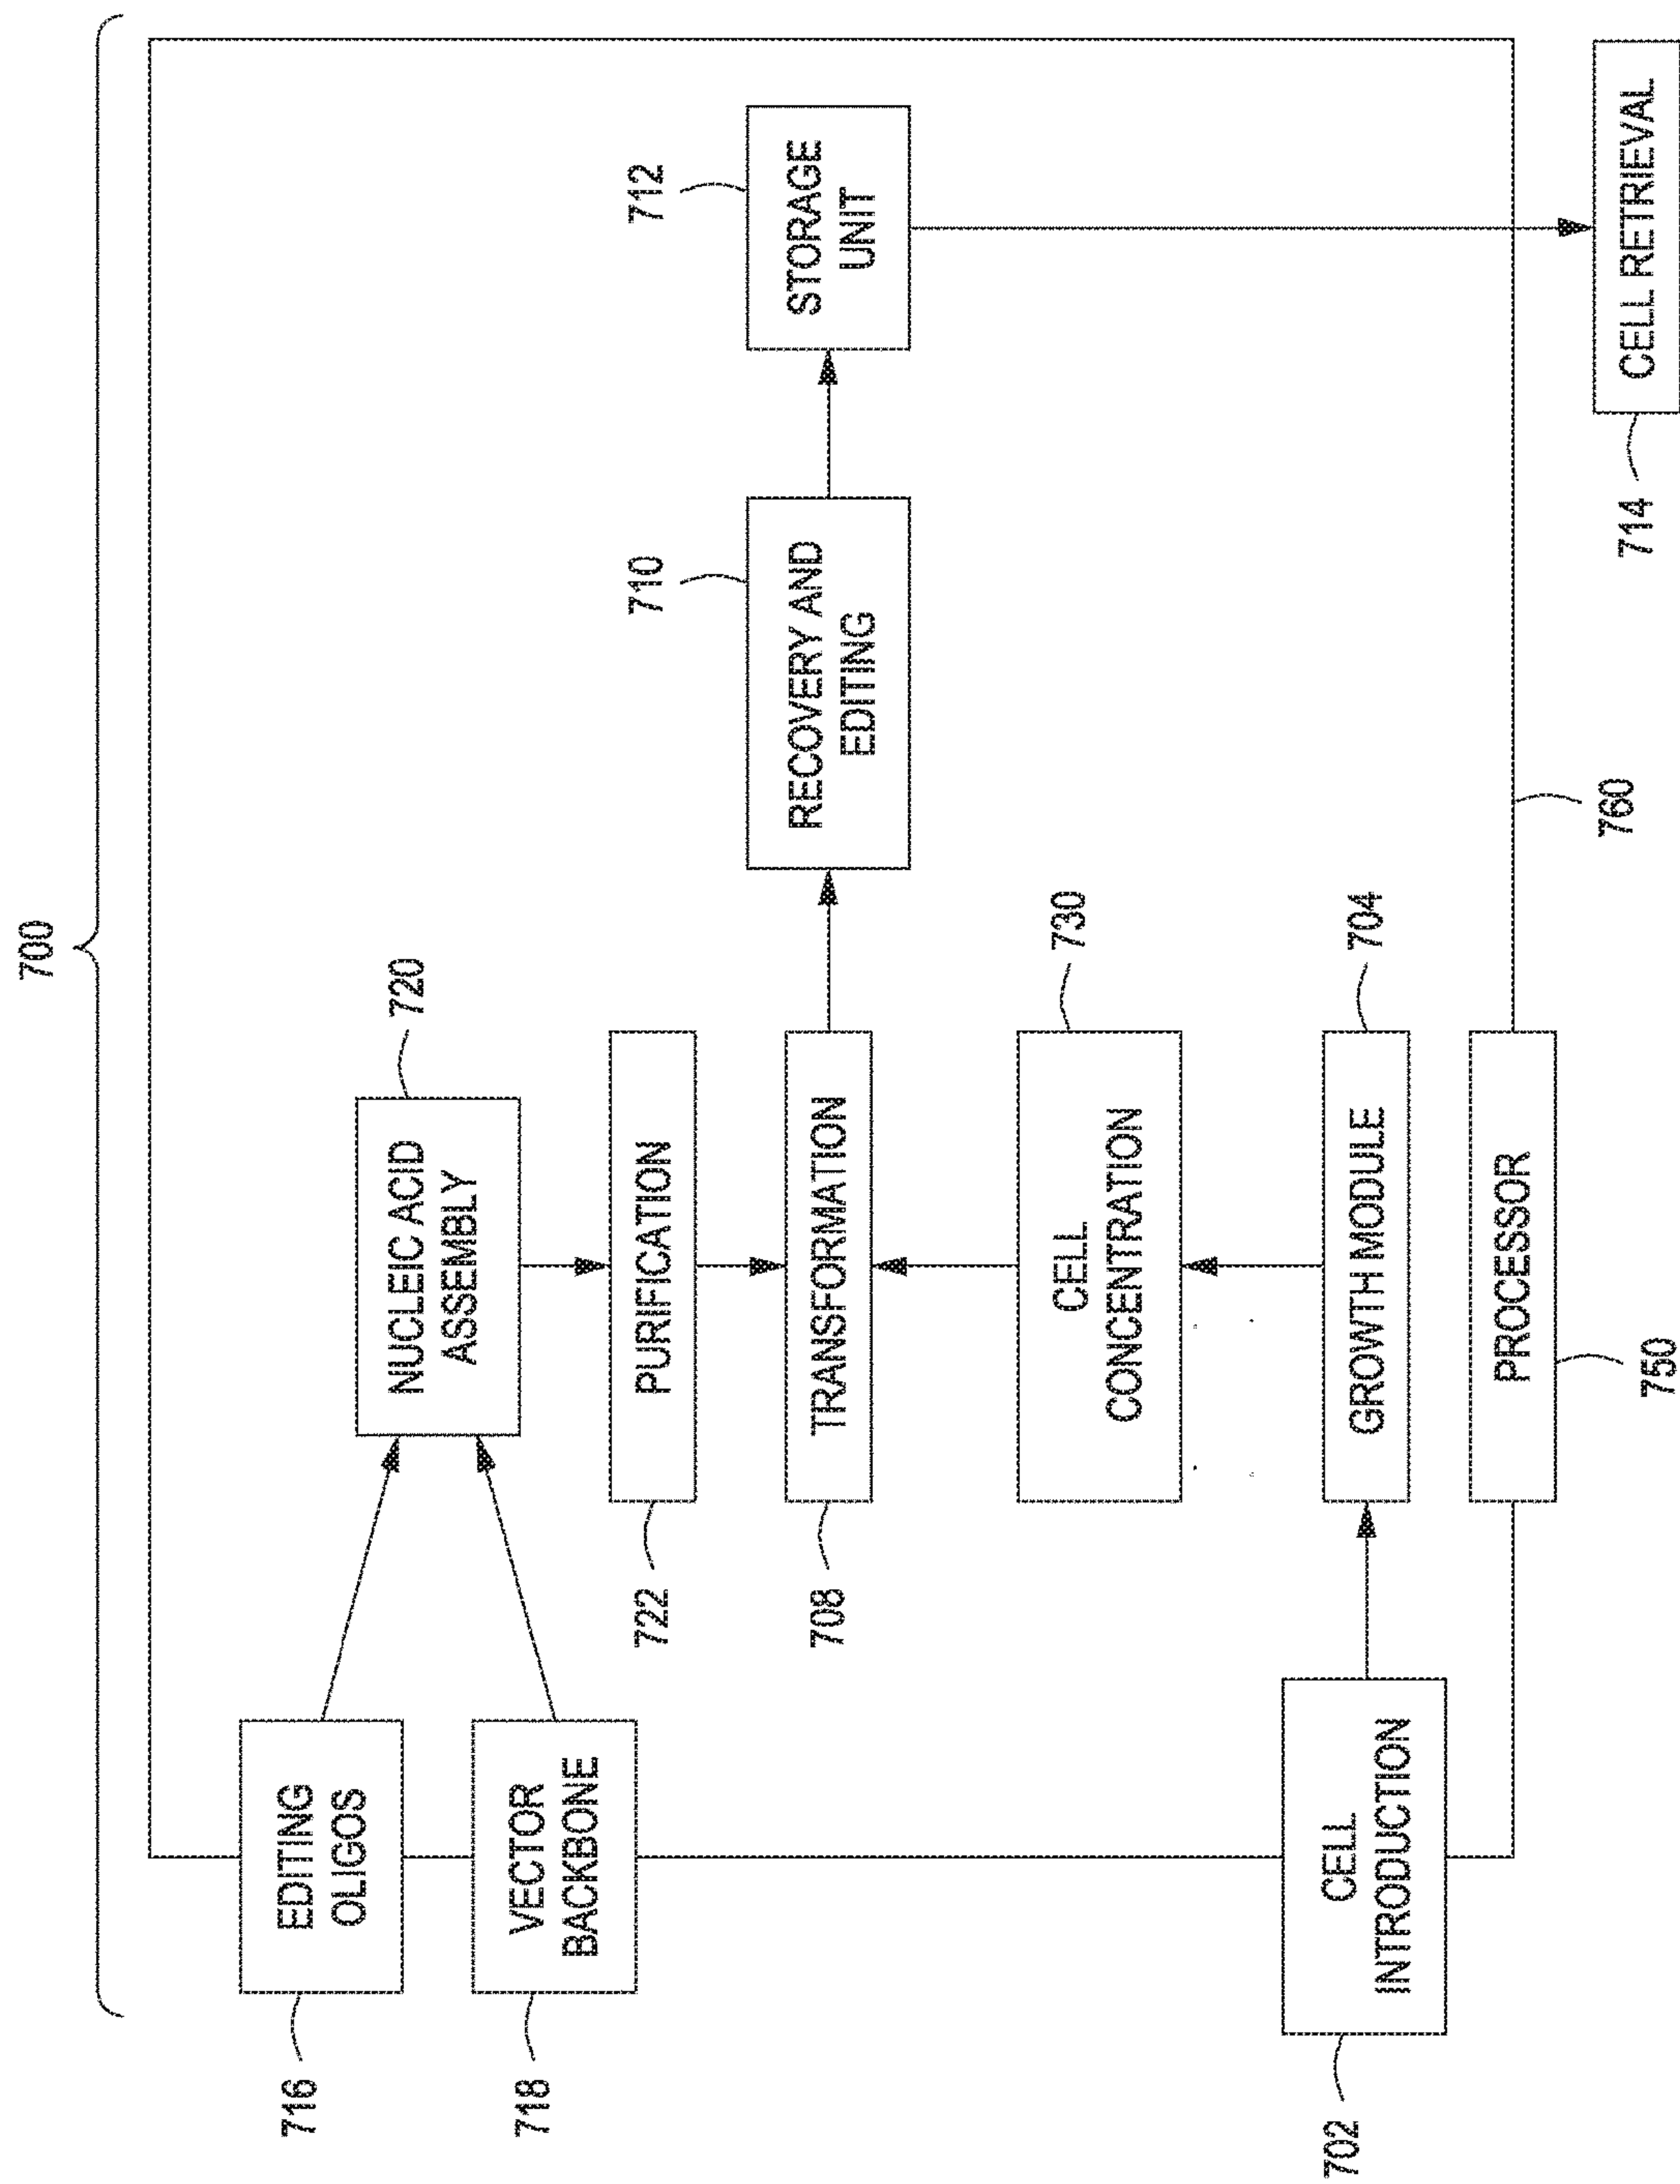 700
716
EDITING
OLIGOS
718
VECTOR
BACKBONE
NUCLEIC ACID
ASSEMBLY
720
722
PURIFICATION
708
TRANSFORMATION
710
RECOVERY AND
EDITING
712
STORAGE
UNIT
CELL
CONCENTRATION
730
702
CELL
INTRODUCTION
GROWTH MODULE
704
750
PROCESSOR
760
714
CELL RETRIEVAL